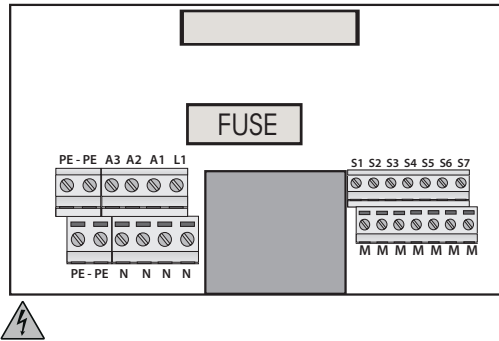 FUSE
PE - PE A3 A2 A1 L1
S1 S2 S3 S4 S5 S6 S7
PE - PE N N N N
M M M M M M M